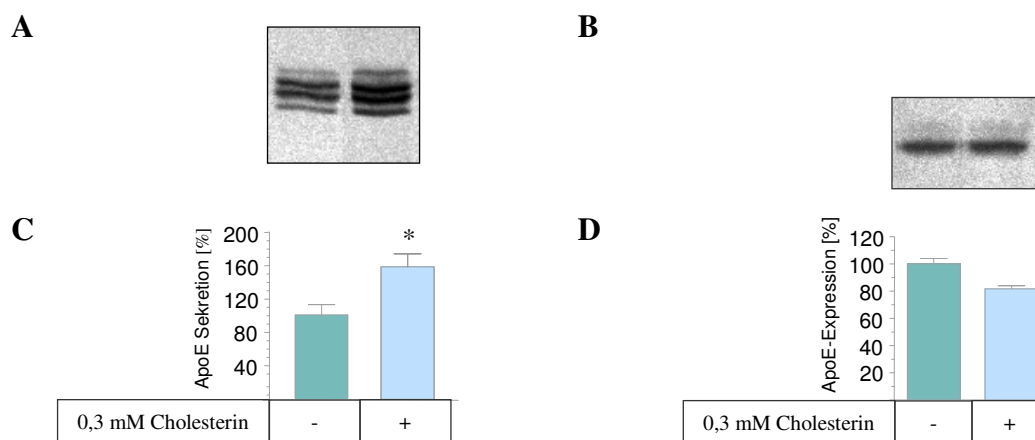 A
B
C
ApoE Sekretion [%]
200
160
120
80
40
*
0,3 mM Cholesterin - +
D
ApoE-Expression [%]
120
100
80
60
40
20
0,3 mM Cholesterin - +